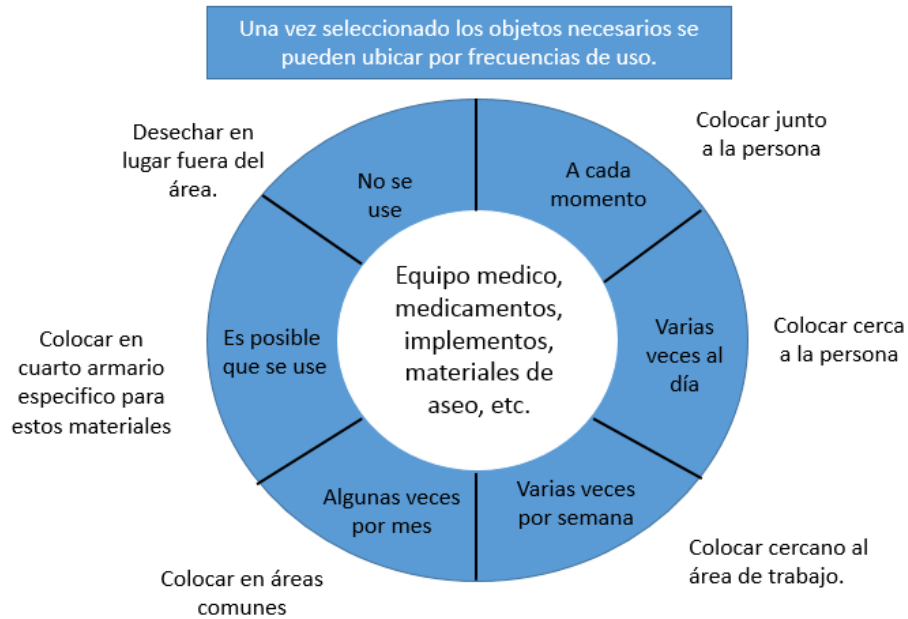 Una vez seleccionado los objetos necesarios se
pueden ubicar por frecuencias de uso.
Desechar en
lugar fuera del
área.
No se
use
A cada
momento
Colocar junto
a la persona
Colocar en
cuarto armario
especifico para
estos materiales
Es posible
que se use
Equipo medico,
medicamentos,
implementos,
materiales de
aseo, etc.
Varias
veces al
día
Colocar cerca
a la persona
Algunas veces
por mes
Varias veces
por semana
Colocar en áreas
comunes
Colocar cercano al
área de trabajo.